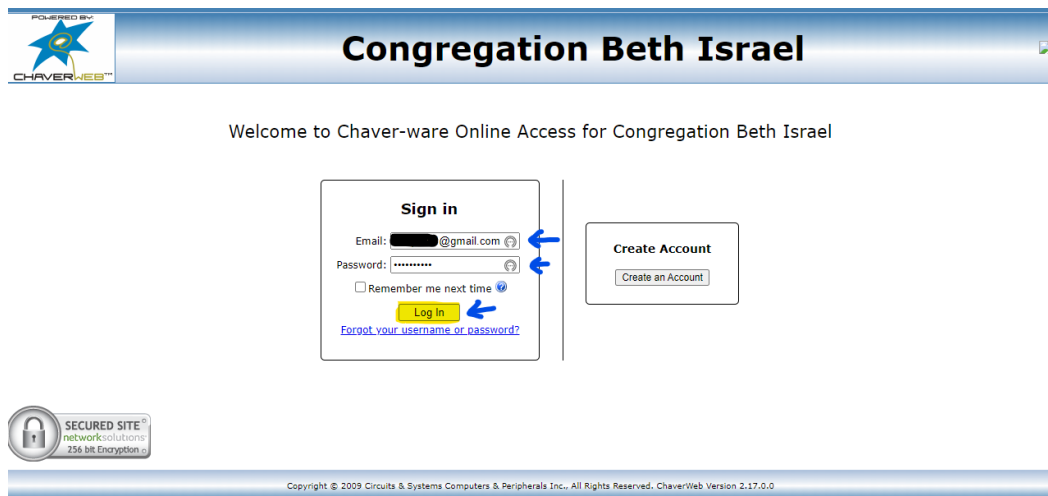 POWERED BY:
CHAVERWEB™
Congregation Beth Israel
Welcome to Chaver-ware Online Access for Congregation Beth Israel
Sign in
Email: @gmail.com
Password: ··········
Remember me next time
Log In
Forgot your username or password?
Create Account
Create an Account
SECURED SITE
networksolutions
256 bit Encryption
Copyright © 2009 Circuits & Systems Computers & Peripherals Inc., All Rights Reserved. ChaverWeb Version 2.17.0.0